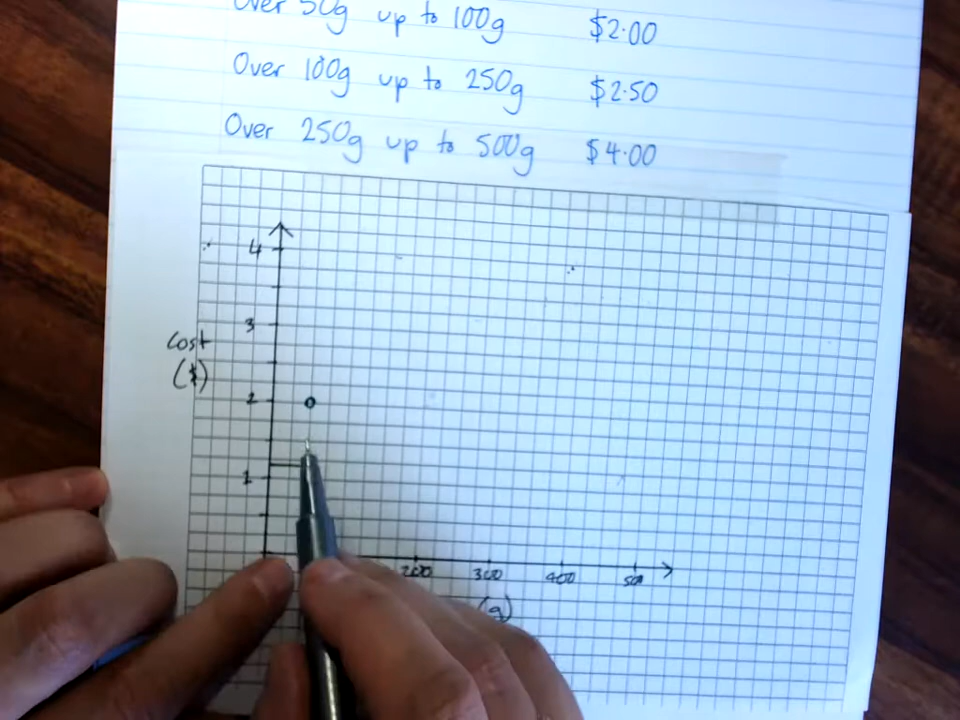 Over 50g up to 100g $2.00
Over 100g up to 250g $2.50
Over 250g up to 500g $4.00
4
3
Cost
($)
2
1
200 300 400 500
(g)